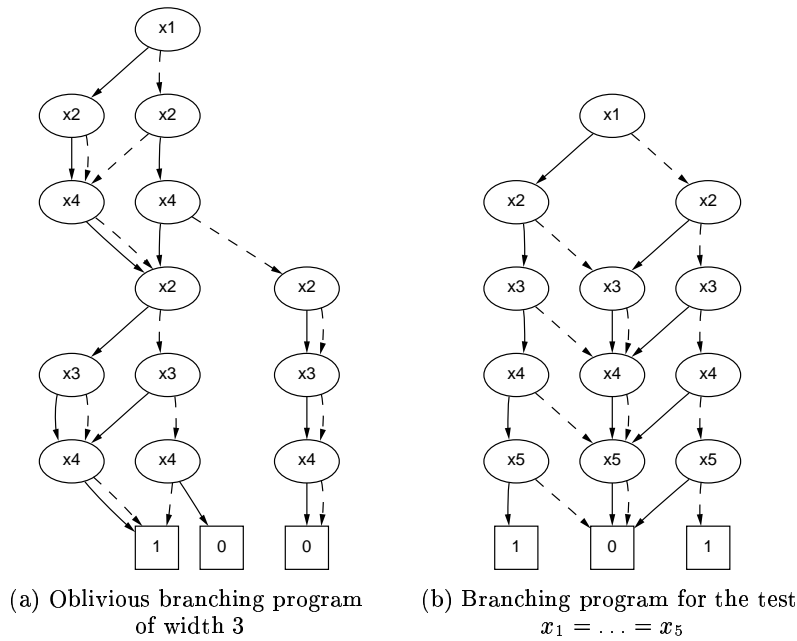 x1
x2 x2 x1
x4 x4 x2 x2
x2 x2 x3 x3 x3
x3 x3 x3 x4 x4 x4
x4 x4 x4 x5 x5 x5
1 0 0 1 0 1
(a) Oblivious branching program
of width 3
(b) Branching program for the test
x₁ = … = x₅